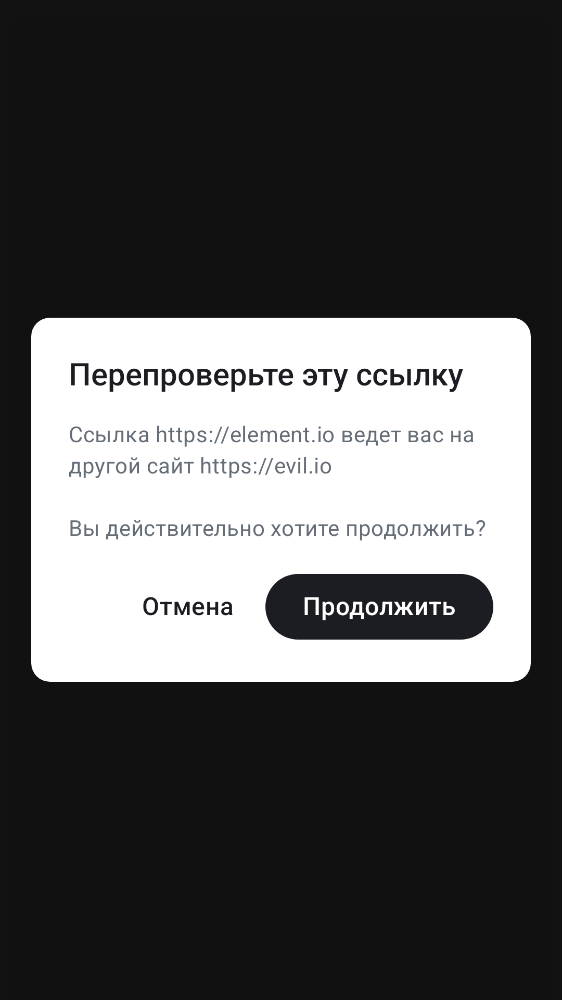 Перепроверьте эту ссылку
Ссылка https://element.io ведет вас на
другой сайт https://evil.io
Вы действительно хотите продолжить?
Отмена
Продолжить